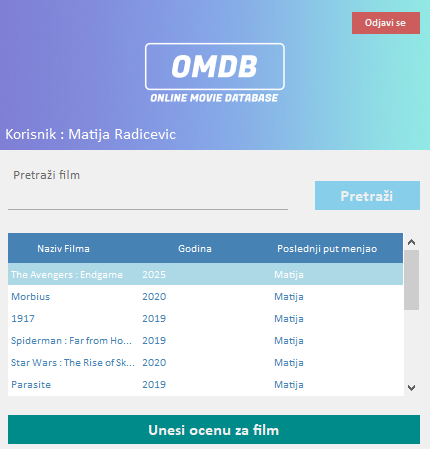 Odjavi se
OMDB
ONLINE MOVIE DATABASE
Korisnik : Matija Radicevic
Pretraži film
Pretraži
Naziv Filma Godina Poslednji put menjao
The Avengers : Endgame 2025 Matija
Morbius 2020 Matija
1917 2019 Matija
Spiderman : Far from Ho... 2019 Matija
Star Wars : The Rise of Sk... 2020 Matija
Parasite 2019 Matija
Unesi ocenu za film